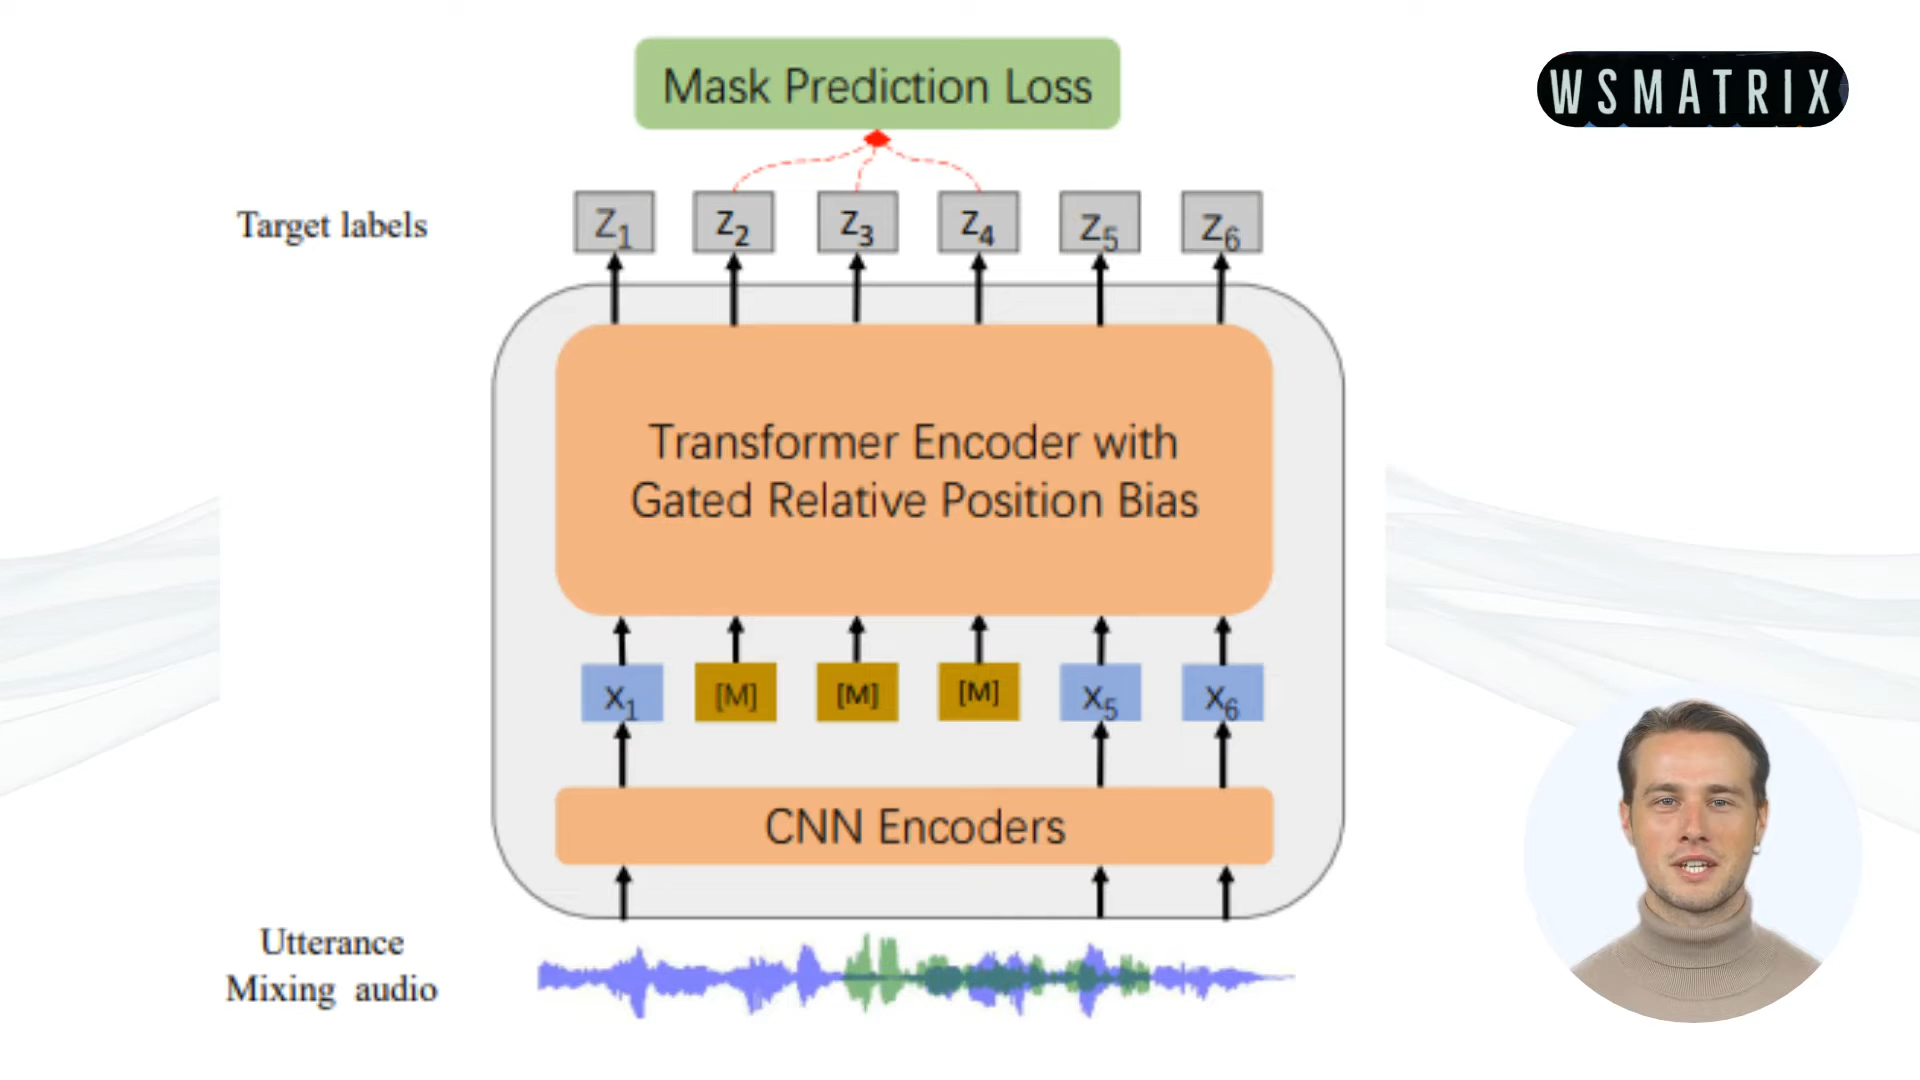 Mask Prediction Loss
WSMATRIX
Target labels
Z1 Z2 Z3 Z4 Z5 Z6
Transformer Encoder with
Gated Relative Position Bias
X1 [M] [M] [M] X5 X6
CNN Encoders
Utterance
Mixing audio